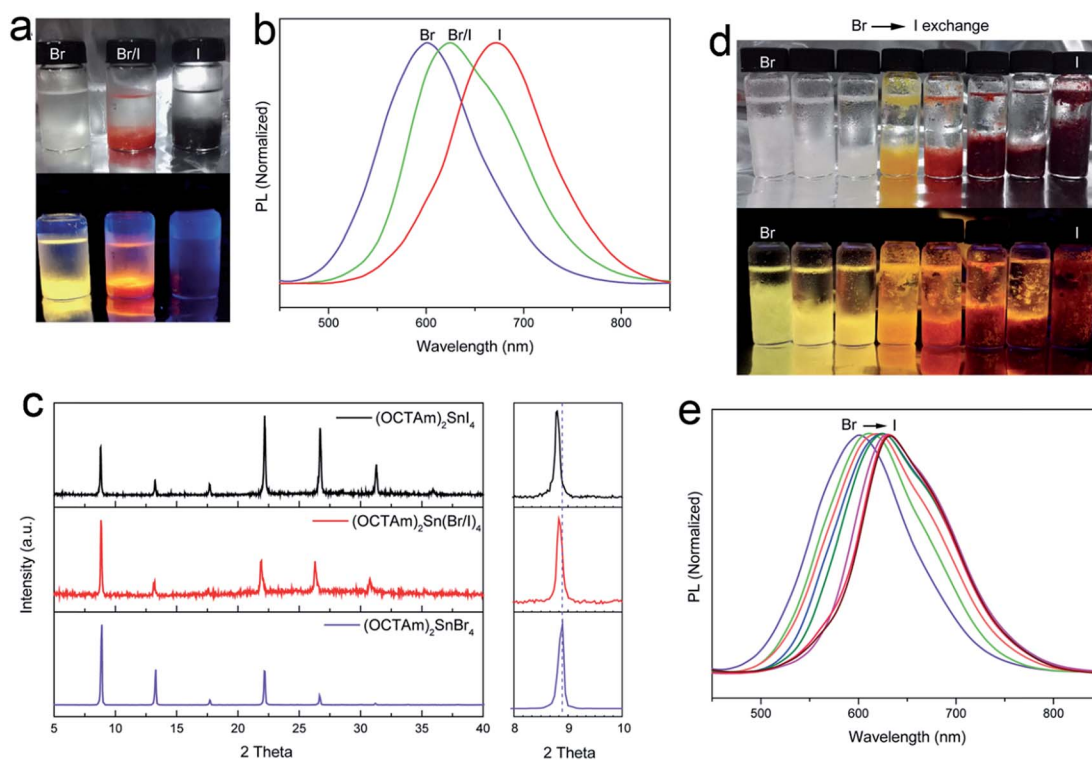 a
Br
Br/I
I
b
Br
Br/I
I
PL (Normalized)
500
600
700
800
Wavelength (nm)
c
(OCTAm)₂SnI₄
(OCTAm)₂Sn(Br/I)₄
(OCTAm)₂SnBr₄
Intensity (a.u.)
5
10
15
20
25
30
35
40
2 Theta
8
9
10
2 Theta
Br → I exchange
d
Br
I
Br
I
e
Br → I
PL (Normalized)
500
600
700
800
Wavelength (nm)